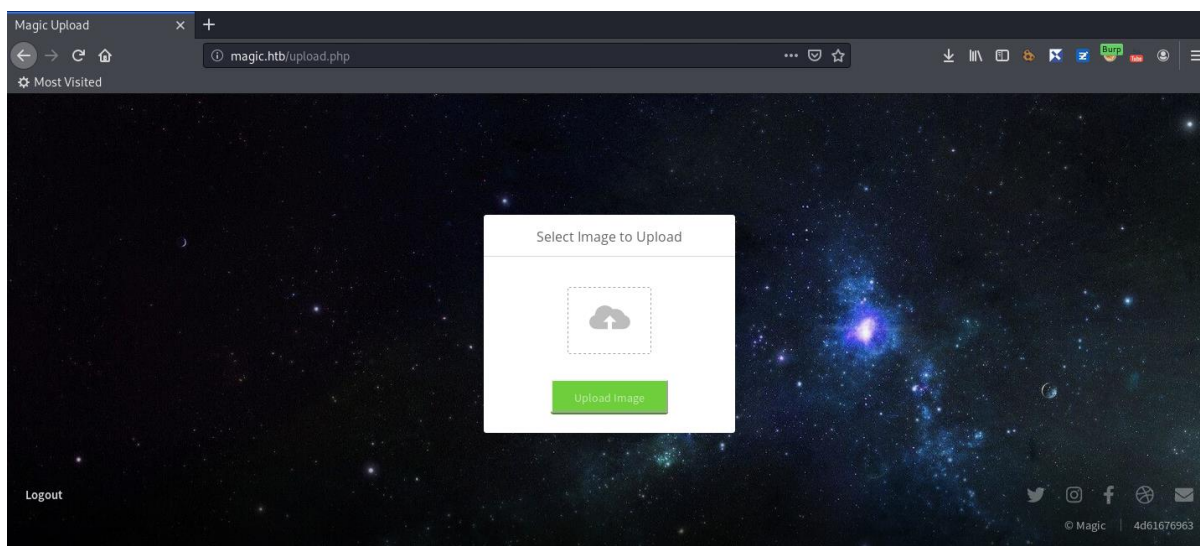 Magic Upload
magic.htb/upload.php
Burp
Most Visited
Select Image to Upload
Upload Image
Logout
© Magic | 4d61676963